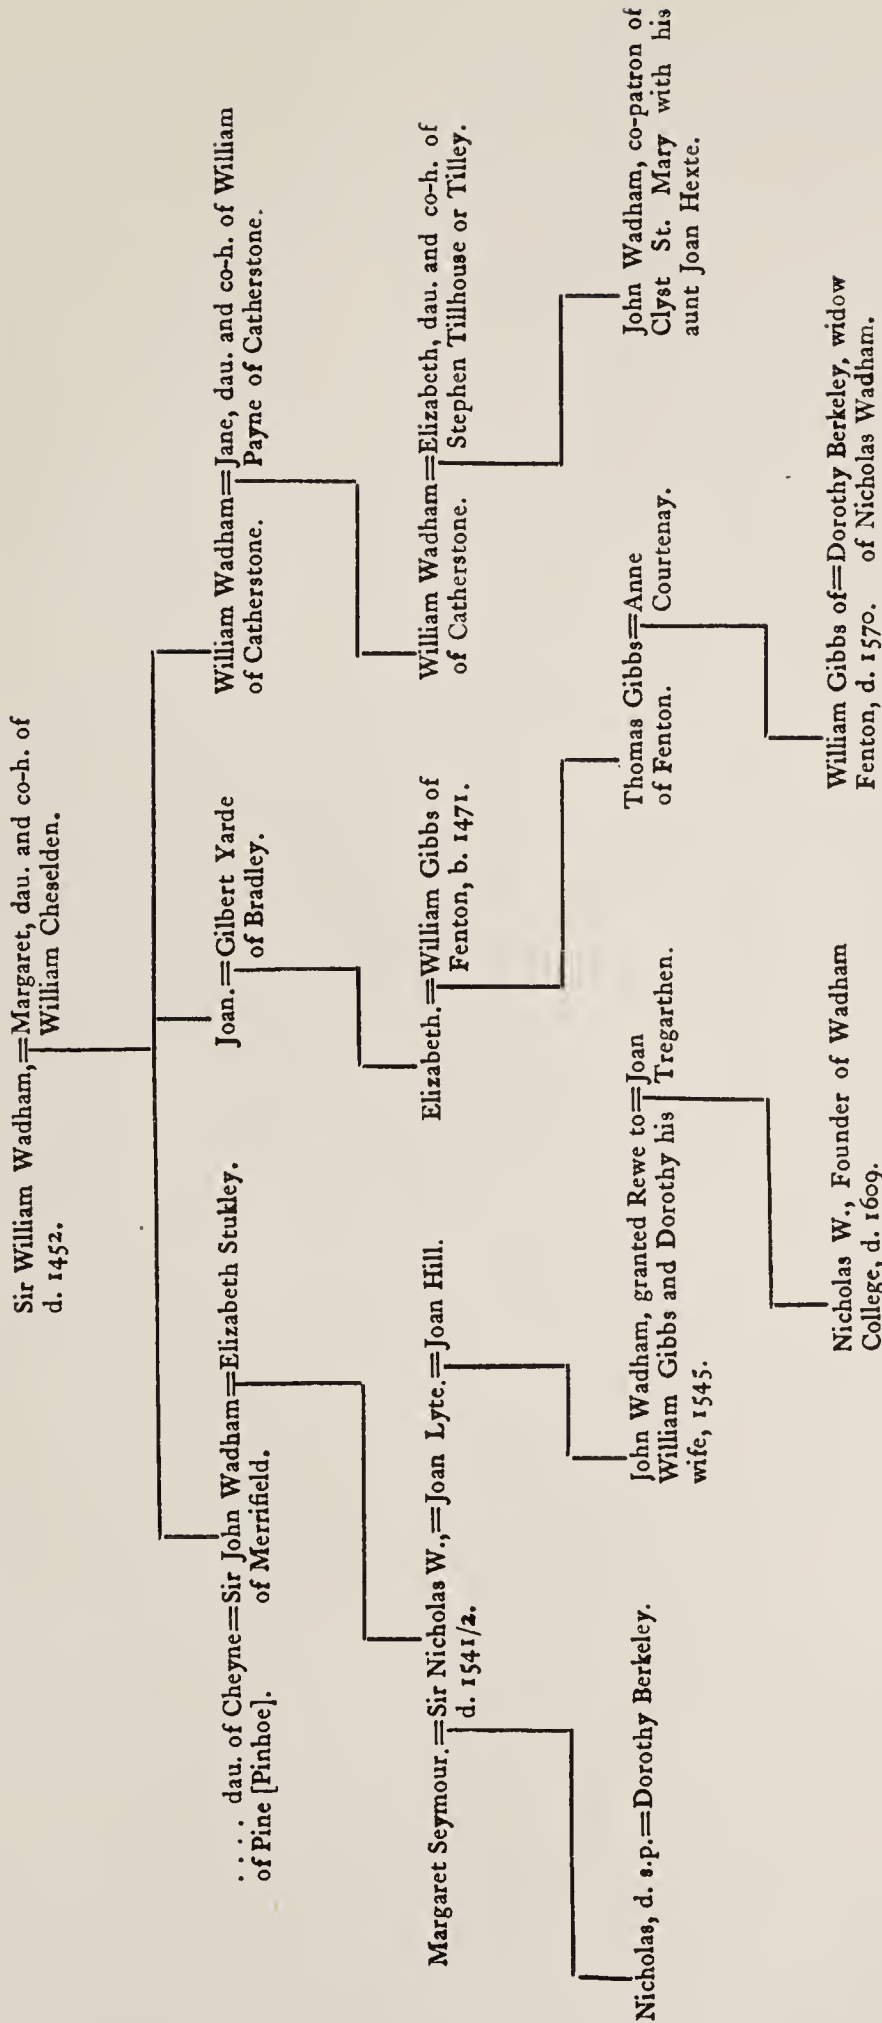 Sir William Wadham,=Margaret, dau. and co-h. of
d. 1452.
William Cheselden.
. . . . dau. of Cheyne=Sir John Wadham=Elizabeth Stukley.
of Pine [Pinhoe].
of Merrifield.
Joan.=Gilbert Yarde
of Bradley.
William Wadham=Jane, dau. and co-h. of William
of Catherstone.
Payne of Catherstone.
Margaret Seymour.=Sir Nicholas W.,=Joan Lyte.=Joan Hill.
d. 1541/2.
Elizabeth.=William Gibbs of
Fenton, b. 1471.
William Wadham=Elizabeth, dau. and co-h. of
of Catherstone.
Stephen Tillhouse or Tilley.
Nicholas, d. s.p.=Dorothy Berkeley.
John Wadham, granted Rewe to=Joan
William Gibbs and Dorothy his
Tregarthen.
wife, 1545.
Thomas Gibbs=Anne
of Fenton.
Courtenay.
John Wadham, co-patron of
Clyst St. Mary with his
aunt Joan Hexte.
Nicholas W., Founder of Wadham
College, d. 1609.
William Gibbs of=Dorothy Berkeley, widow
Fenton, d. 1570.
of Nicholas Wadham.